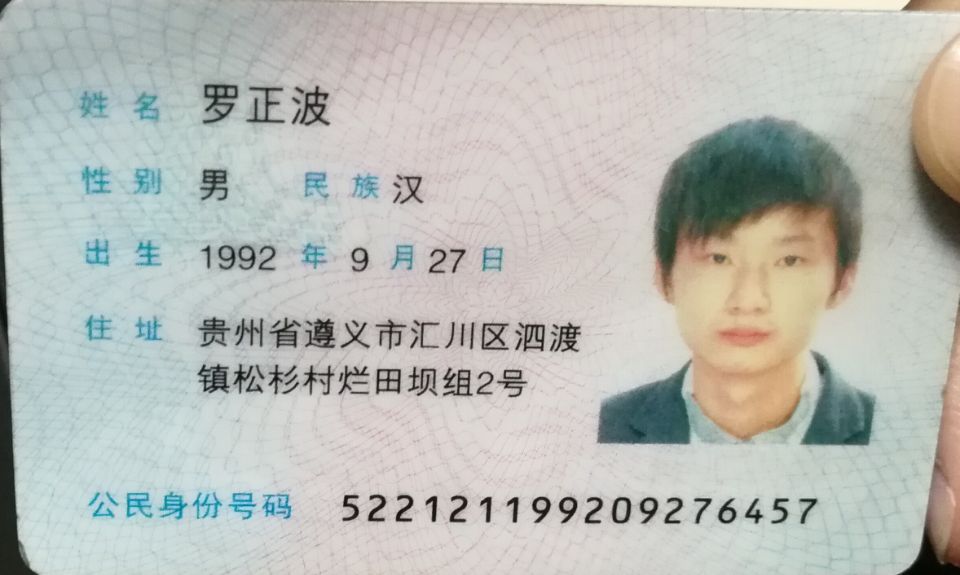 姓名 罗正波
性别 男 民族 汉
出生 1992 年 9 月 27 日
住址 贵州省遵义市汇川区泗渡
镇松杉村烂田坝组2号
公民身份号码 522121199209276457